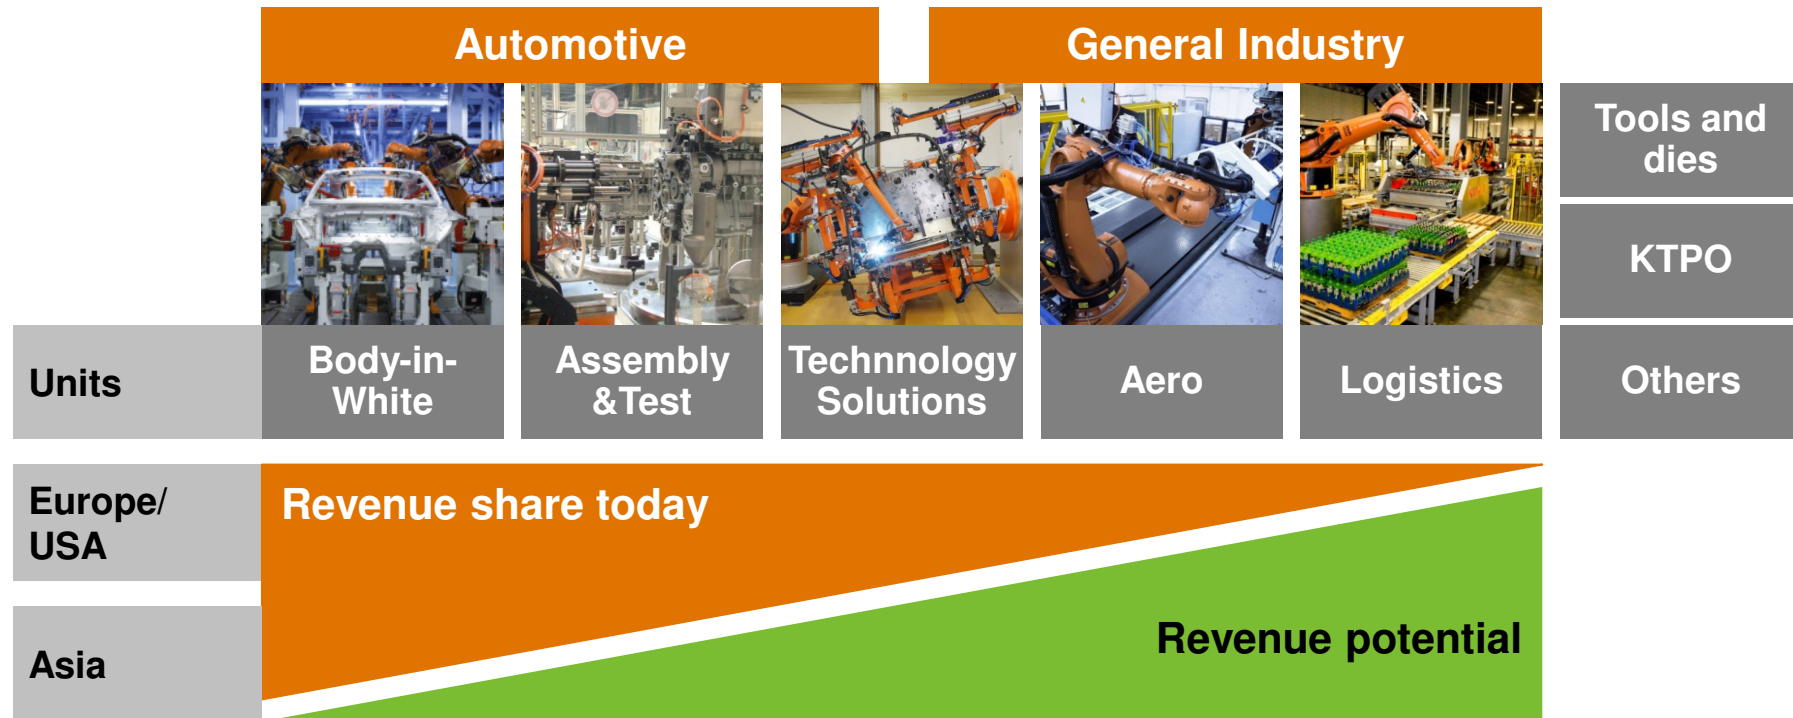 Automotive
General Industry
Tools and
dies
KTPO
Units
Body-in-
White
Assembly
&Test
Technnology
Solutions
Aero
Logistics
Others
Europe/
USA
Revenue share today
Asia
Revenue potential